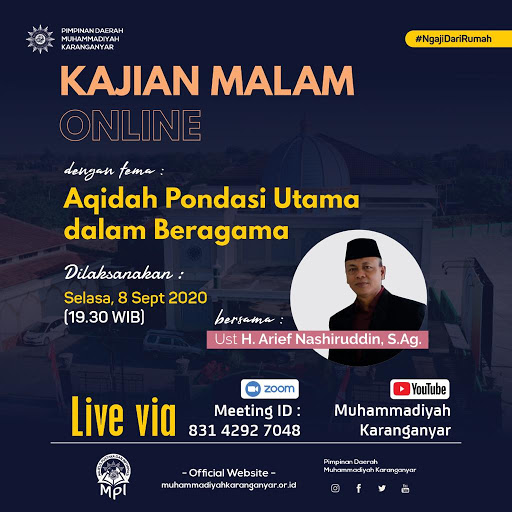 PIMPINAN DAERAH
MUHAMMADIYAH
KARANGANYAR
#NgajiDariRumah
KAJIAN MALAM
ONLINE
dengan tema :
Aqidah Pondasi Utama
dalam Beragama
Dilaksanakan :
Selasa, 8 Sept 2020
(19.30 WIB)
bersama :
Ust H. Arief Nashiruddin, S.Ag.
Live via
zoom
Meeting ID :
831 4292 7048
YouTube
Muhammadiyah
Karanganyar
MPI
- Official Website -
muhammadiyahkaranganyar.or.id
Pimpinan Daerah
Muhammadiyah Karanganyar